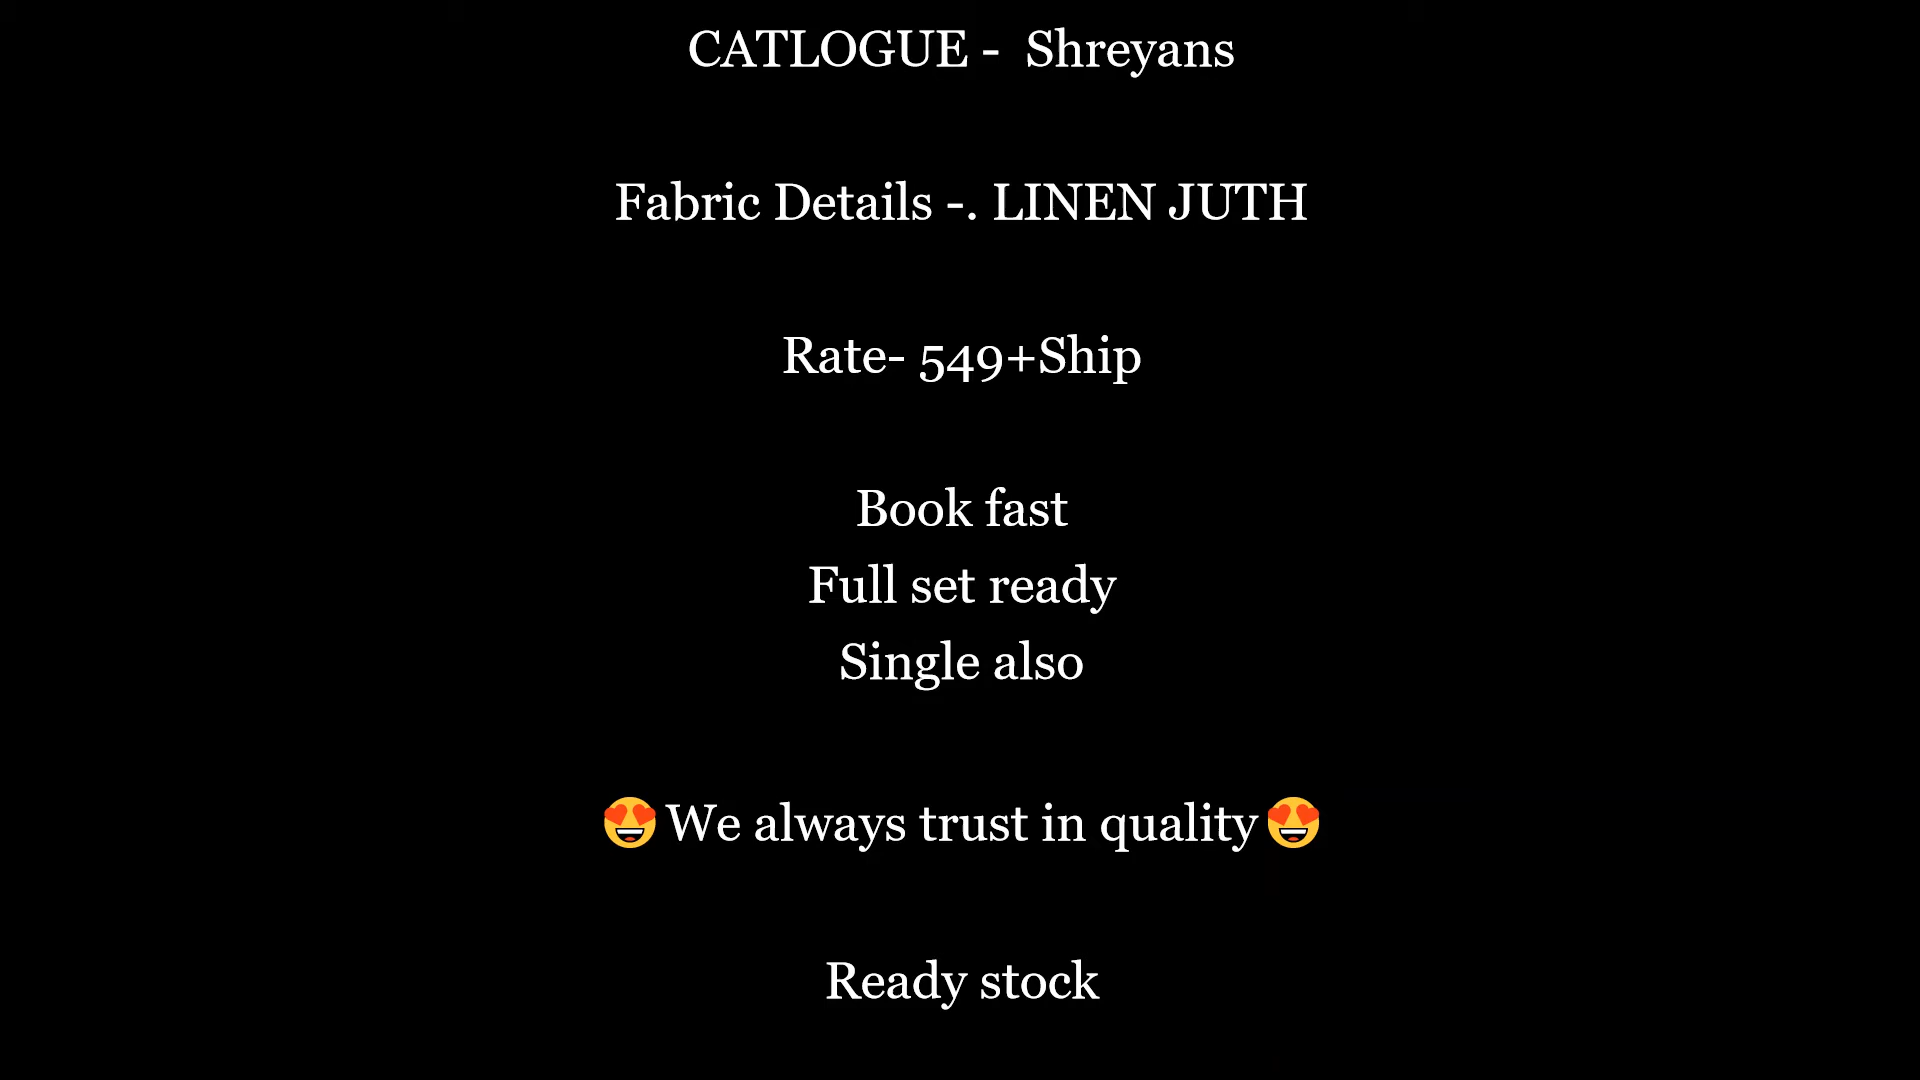 CATLOGUE -  Shreyans
Fabric Details -. LINEN JUTH
Rate- 549+Ship
Book fast
Full set ready
Single also
😍We always trust in quality😍
Ready stock